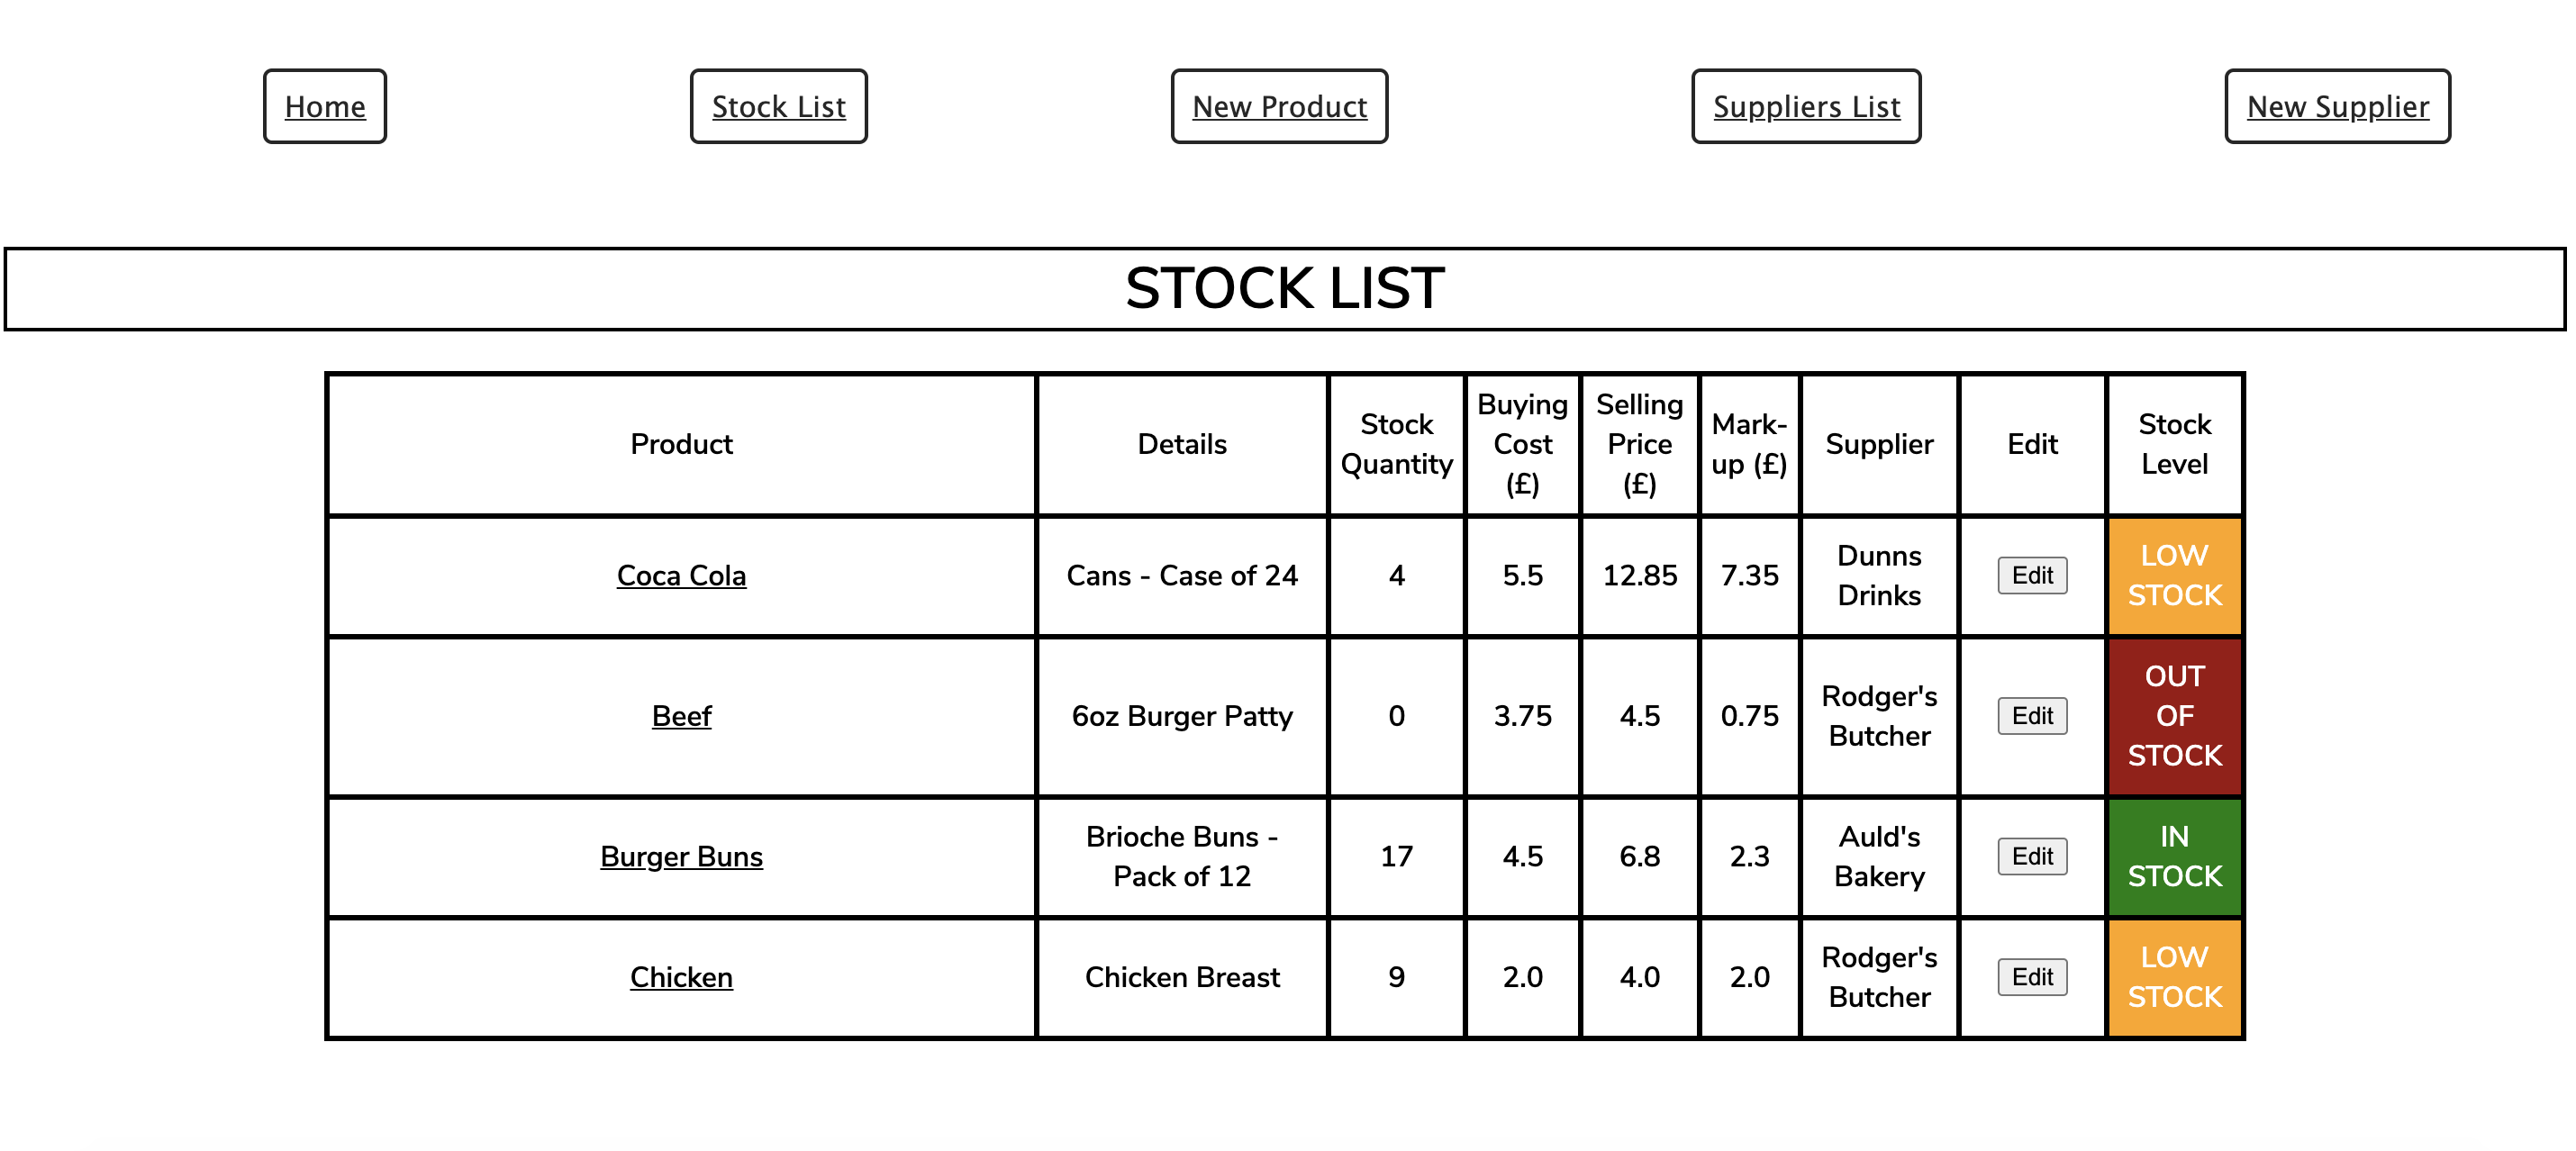 Home
Stock List
New Product
Suppliers List
New Supplier
STOCK LIST
Product
Details
Stock
Quantity
Buying
Cost
(£)
Selling
Price
(£)
Mark-
up (£)
Supplier
Edit
Stock
Level
Coca Cola
Cans - Case of 24
4
5.5
12.85
7.35
Dunns
Drinks
Edit
LOW
STOCK
Beef
6oz Burger Patty
0
3.75
4.5
0.75
Rodger's
Butcher
Edit
OUT
OF
STOCK
Burger Buns
Brioche Buns -
Pack of 12
17
4.5
6.8
2.3
Auld's
Bakery
Edit
IN
STOCK
Chicken
Chicken Breast
9
2.0
4.0
2.0
Rodger's
Butcher
Edit
LOW
STOCK